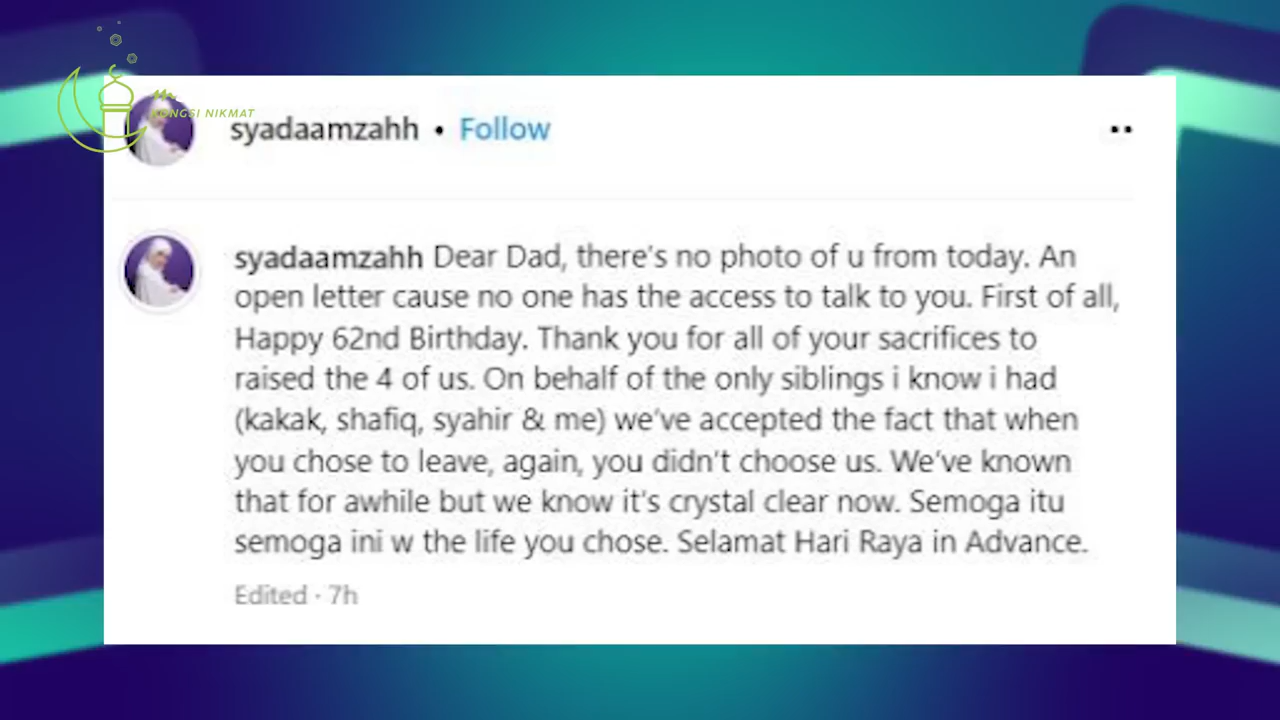 KONGSI NIKMAT
syadaamzahh • Follow
syadaamzahh Dear Dad, there's no photo of u from today. An
open letter cause no one has the access to talk to you. First of all,
Happy 62nd Birthday. Thank you for all of your sacrifices to
raised the 4 of us. On behalf of the only siblings i know i had
(kakak, shafiq, syahir & me) we've accepted the fact that when
you chose to leave, again, you didn't choose us. We've known
that for awhile but we know it's crystal clear now. Semoga itu
semoga ini w the life you chose. Selamat Hari Raya in Advance.
Edited · 7h